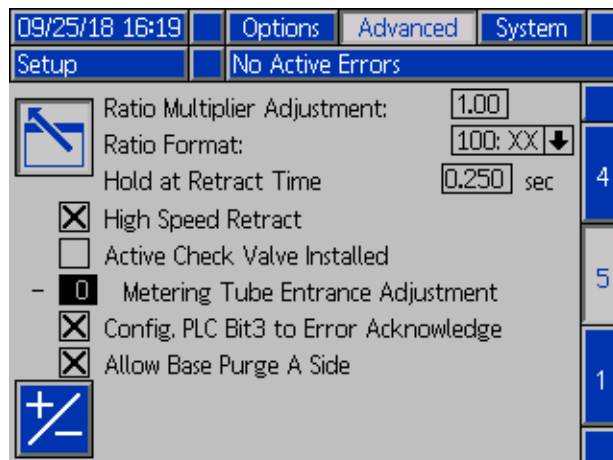 09/25/18 16:19 Options Advanced System
Setup No Active Errors
Ratio Multiplier Adjustment: 1.00
Ratio Format: 100: XX
Hold at Retract Time 0.250 sec
4
High Speed Retract
Active Check Valve Installed
5
- 0 Metering Tube Entrance Adjustment
Config. PLC Bit3 to Error Acknowledge
Allow Base Purge A Side
1
+/-